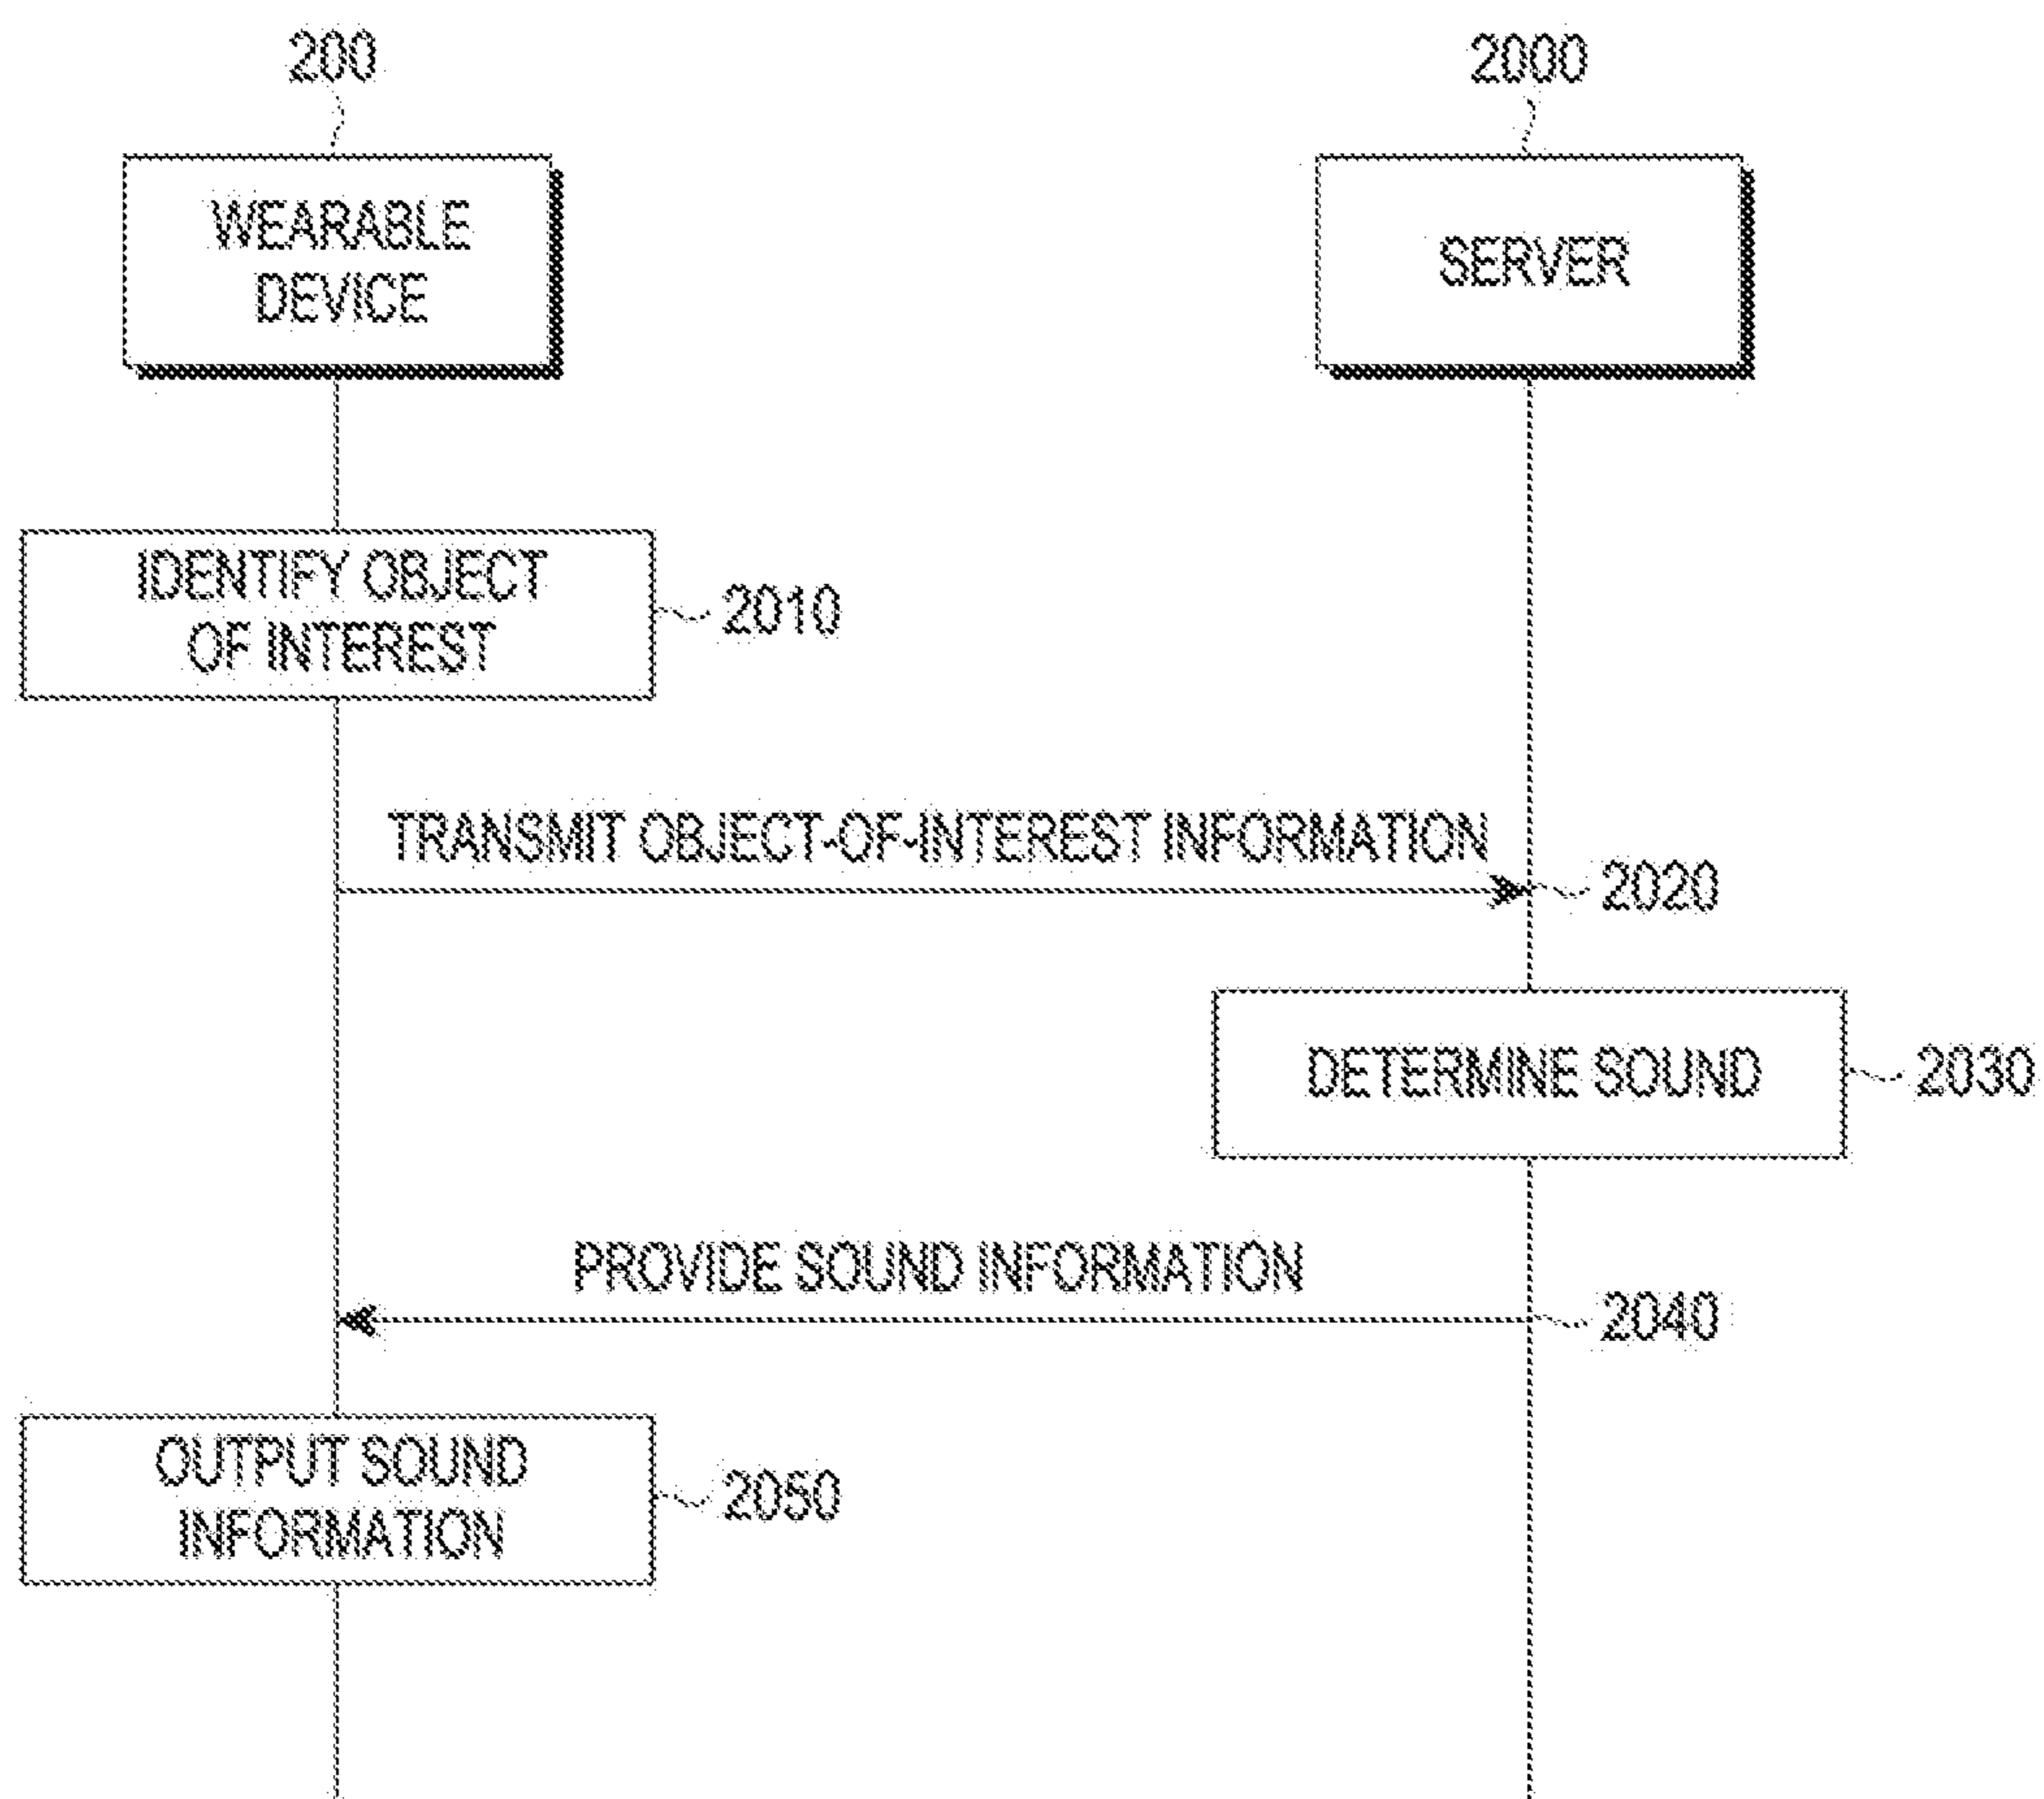 200
2000
WEARABLE
DEVICE
SERVER
IDENTIFY OBJECT
OF INTEREST
2010
TRANSMIT OBJECT-OF-INTEREST INFORMATION
2020
DETERMINE SOUND
2030
PROVIDE SOUND INFORMATION
2040
OUTPUT SOUND
INFORMATION
2050